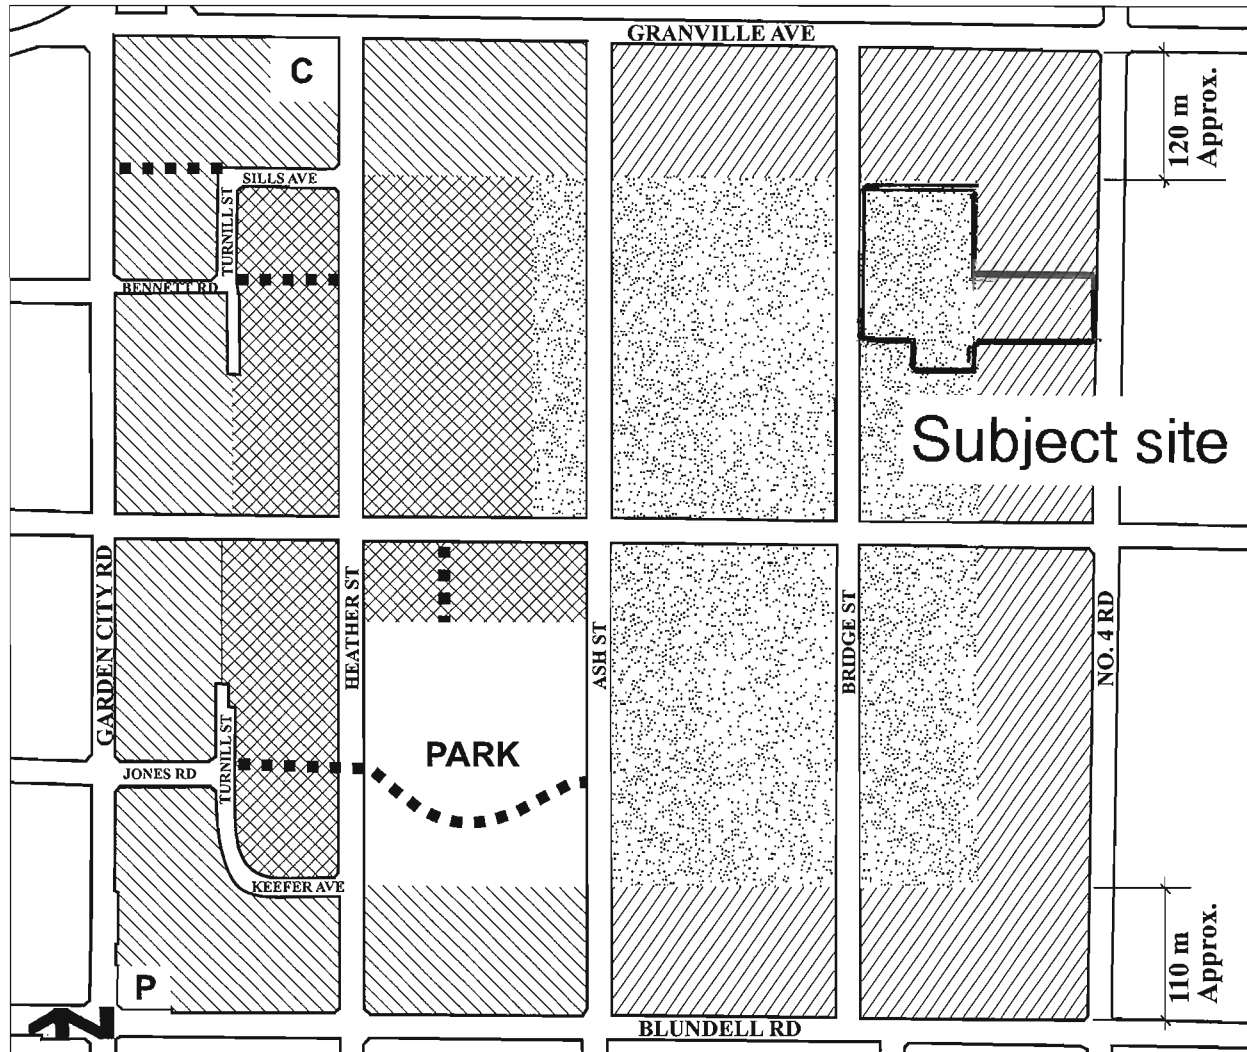 GRANVILLE AVE
C
120 m
Approx.
SILLS AVE
TURNILL ST
BENNETT RD
Subject site
GARDEN CITY RD
HEATHER ST
ASH ST
BRIDGE ST
NO. 4 RD
PARK
JONES RD
TURNILL ST
KEEFER AVE
110 m
Approx.
P
N
BLUNDELL RD